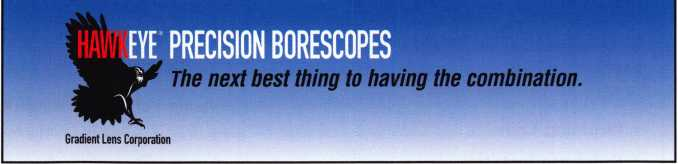 HAWKEYE® PRECISION BORESCOPES
The next best thing to having the combination.
Gradient Lens Corporation